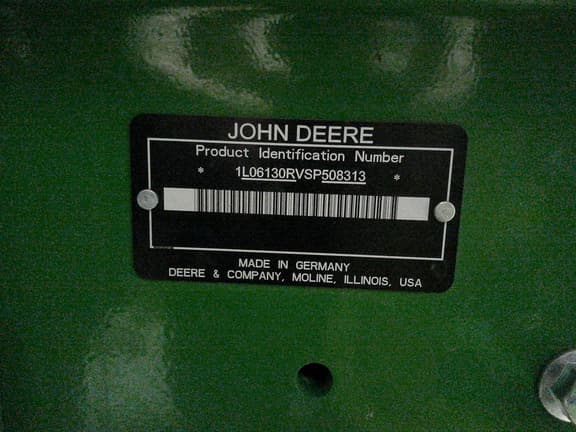 JOHN DEERE
Product Identification Number
* 1L06130RVSP508313 *
MADE IN GERMANY
DEERE & COMPANY, MOLINE, ILLINOIS, USA